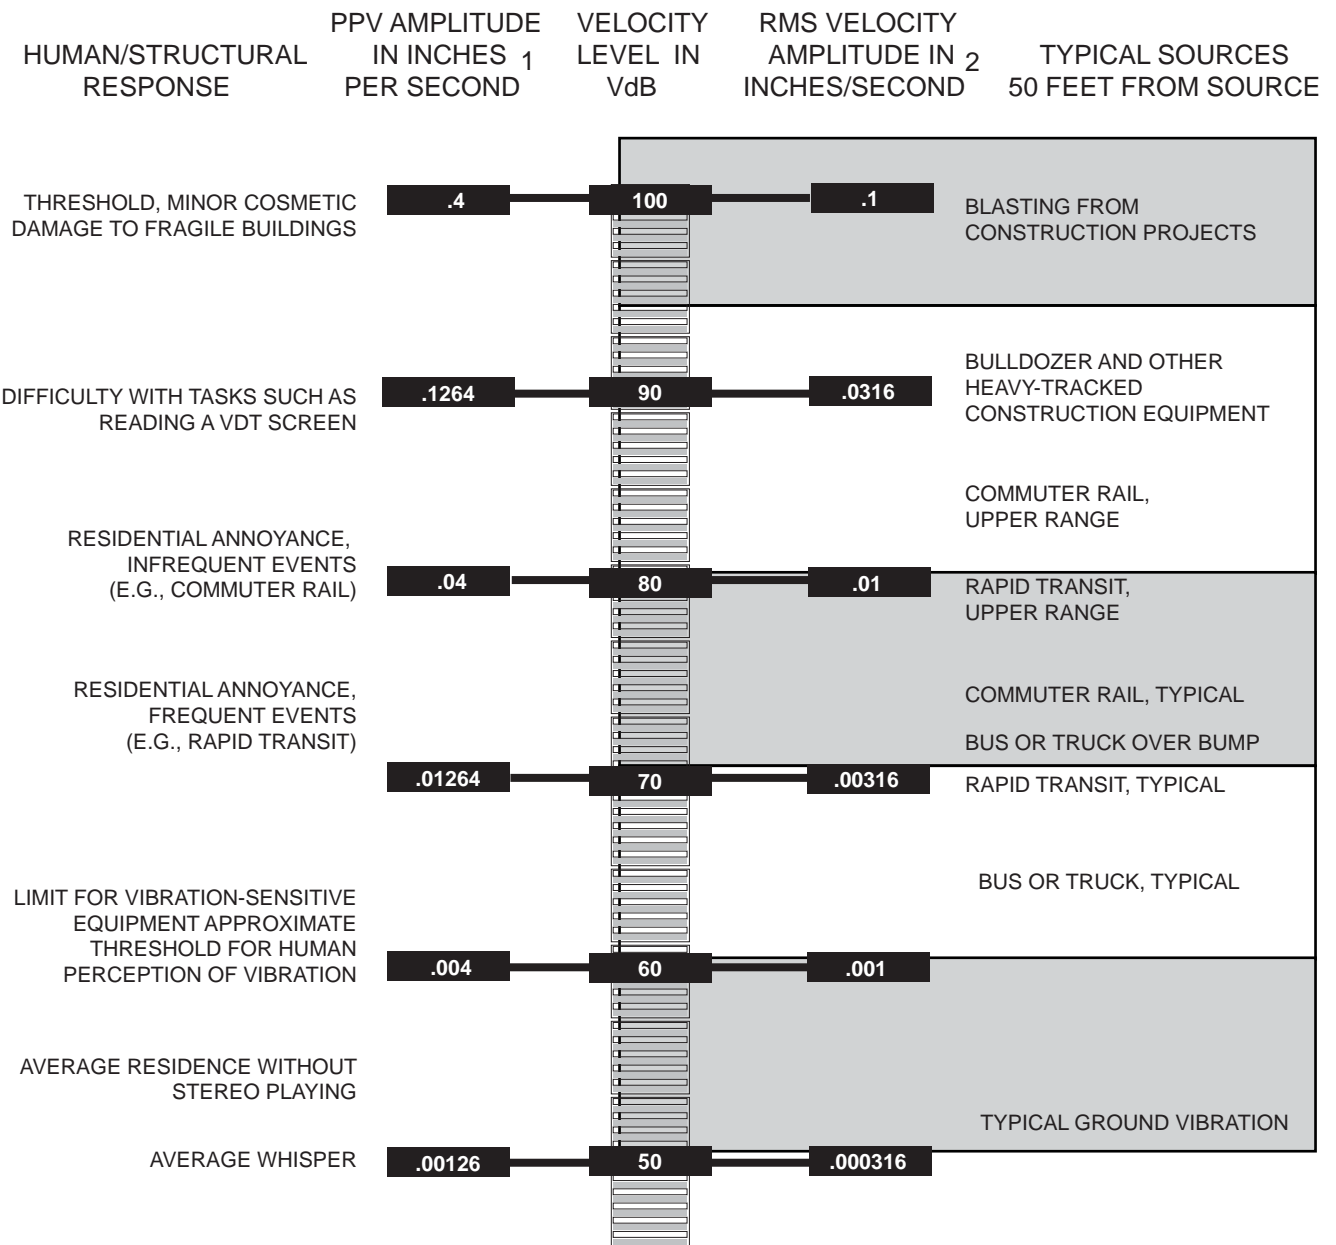 HUMAN/STRUCTURAL
RESPONSE
PPV AMPLITUDE
IN INCHES 1
PER SECOND
VELOCITY
LEVEL IN
VdB
RMS VELOCITY
AMPLITUDE IN 2
INCHES/SECOND
TYPICAL SOURCES
50 FEET FROM SOURCE
THRESHOLD, MINOR COSMETIC
DAMAGE TO FRAGILE BUILDINGS
.4
100
.1
BLASTING FROM
CONSTRUCTION PROJECTS
DIFFICULTY WITH TASKS SUCH AS
READING A VDT SCREEN
.1264
90
.0316
BULLDOZER AND OTHER
HEAVY-TRACKED
CONSTRUCTION EQUIPMENT
COMMUTER RAIL,
UPPER RANGE
RESIDENTIAL ANNOYANCE,
INFREQUENT EVENTS
(E.G., COMMUTER RAIL)
.04
80
.01
RAPID TRANSIT,
UPPER RANGE
RESIDENTIAL ANNOYANCE,
FREQUENT EVENTS
(E.G., RAPID TRANSIT)
COMMUTER RAIL, TYPICAL
BUS OR TRUCK OVER BUMP
.01264
70
.00316
RAPID TRANSIT, TYPICAL
BUS OR TRUCK, TYPICAL
LIMIT FOR VIBRATION-SENSITIVE
EQUIPMENT APPROXIMATE
THRESHOLD FOR HUMAN
PERCEPTION OF VIBRATION
.004
60
.001
AVERAGE RESIDENCE WITHOUT
STEREO PLAYING
TYPICAL GROUND VIBRATION
AVERAGE WHISPER
.00126
50
.000316